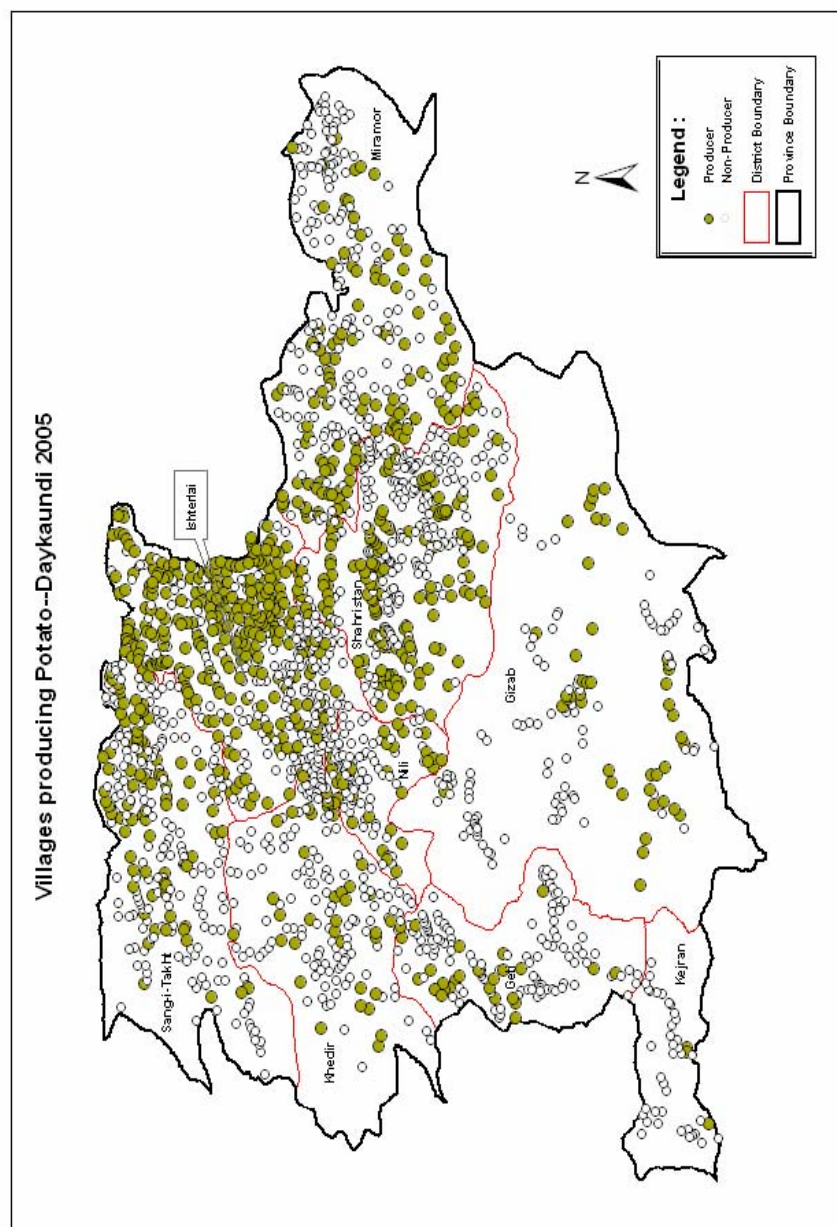 Villages producing Potato--Daykaundi 2005
Ishterlai
Miramor
Sang-i-Takht
Shahristan
Khedir
Nili
Gizab
Geti
Kejran
N
Legend :
Producer
Non-Producer
District Boundary
Province Boundary